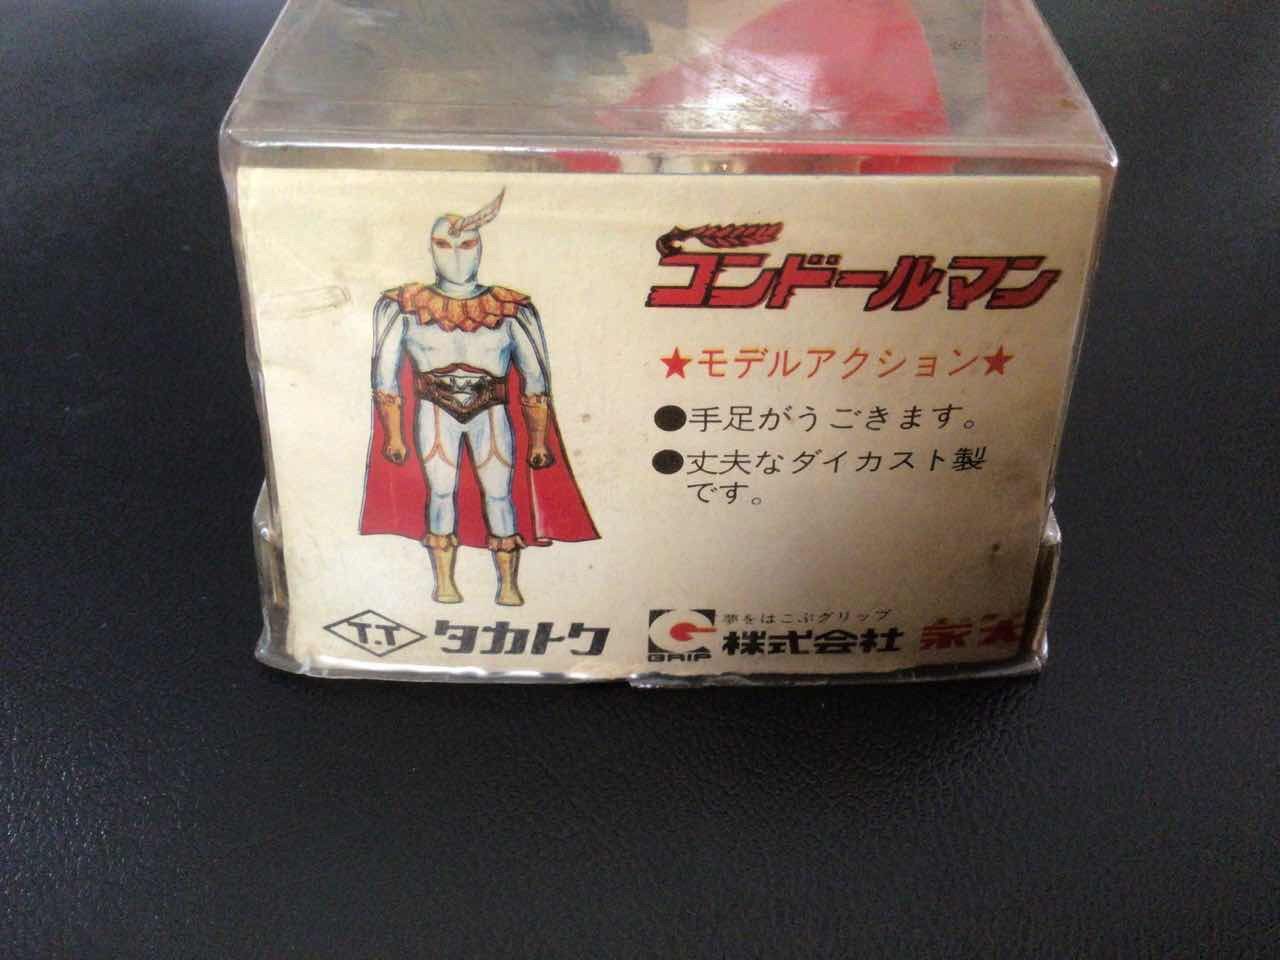 コンドールマン
★モデルアクション★
●手足がうごきます。
●丈夫なダイカスト製
です。
T.T タカトク
GRIP
夢をはこぶグリップ
株式会社